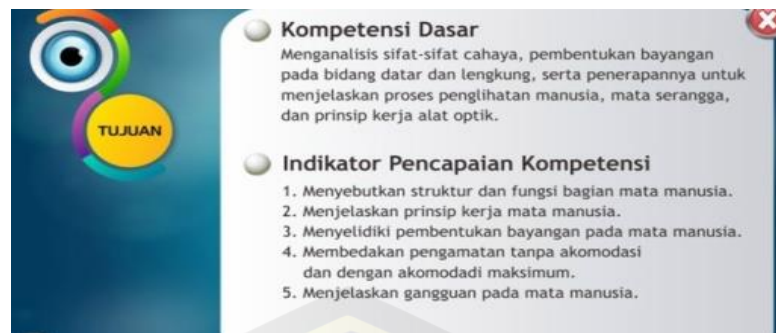 TUJUAN
Kompetensi Dasar
Menganalisis sifat-sifat cahaya, pembentukan bayangan
pada bidang datar dan lengkung, serta penerapannya untuk
menjelaskan proses penglihatan manusia, mata serangga,
dan prinsip kerja alat optik.
Indikator Pencapaian Kompetensi
1. Menyebutkan struktur dan fungsi bagian mata manusia.
2. Menjelaskan prinsip kerja mata manusia.
3. Menyelidiki pembentukan bayangan pada mata manusia.
4. Membedakan pengamatan tanpa akomodasi
dan dengan akomodadi maksimum.
5. Menjelaskan gangguan pada mata manusia.